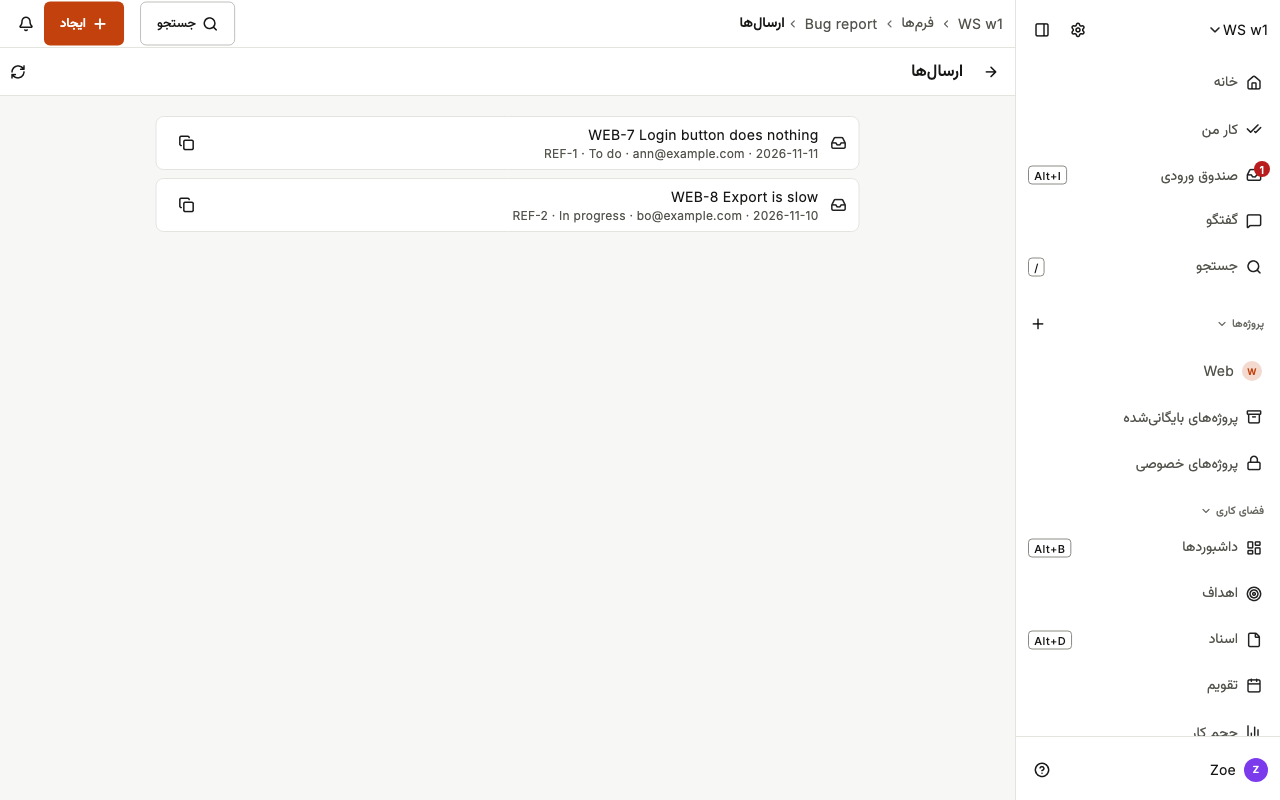 WS w1
خانه
کار من
1
صندوق ورودی
Alt+I
گفتگو
جستجو
/
پروژه‌ها
W
Web
پروژه‌های بایگانی‌شده
پروژه‌های خصوصی
فضای کاری
داشبوردها
Alt+B
اهداف
اسناد
Alt+D
تقویم
حجم کار
Z
Zoe
WS w1 › فرم‌ها › Bug report › ارسال‌ها
جستجو
ایجاد
ارسال‌ها
WEB-7 Login button does nothing
REF-1 · To do · ann@example.com · 2026-11-11
WEB-8 Export is slow
REF-2 · In progress · bo@example.com · 2026-11-10